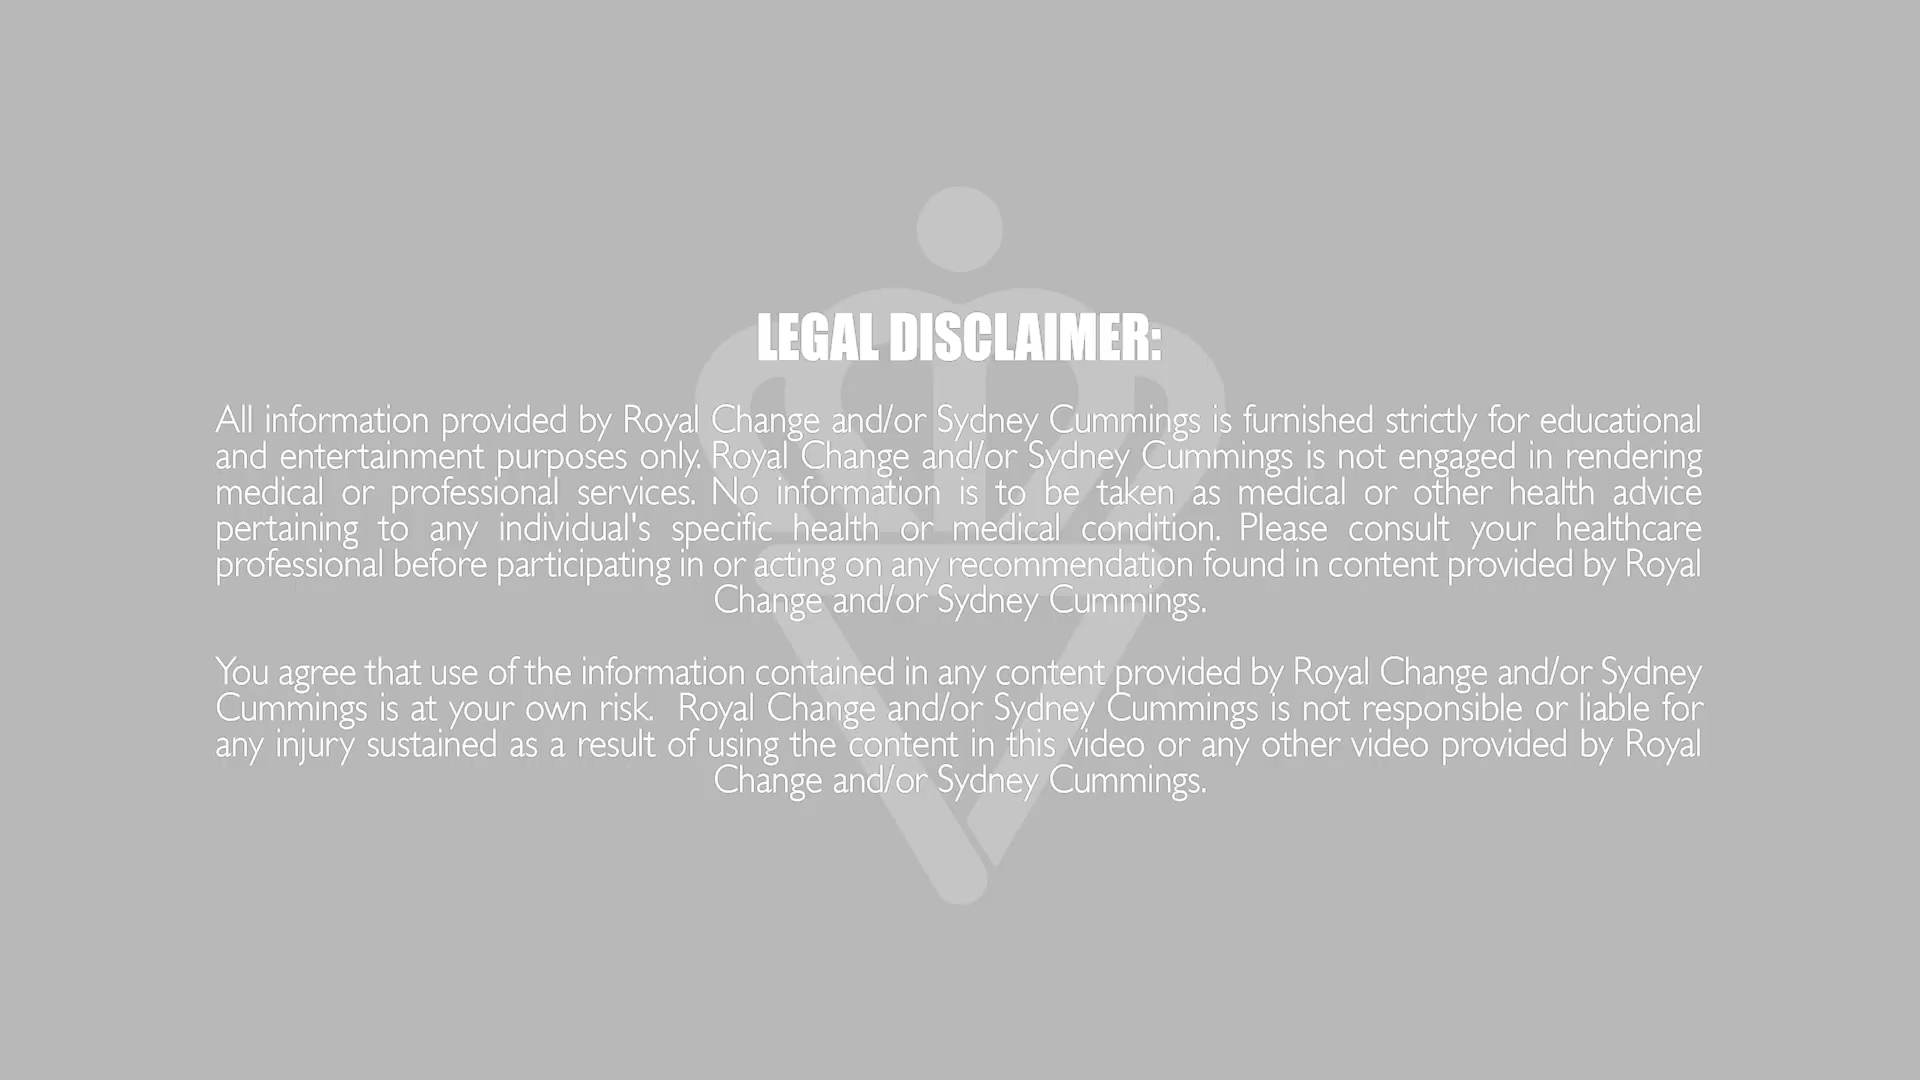 LEGAL DISCLAIMER:
All information provided by Royal Change and/or Sydney Cummings is furnished strictly for educational
and entertainment purposes only. Royal Change and/or Sydney Cummings is not engaged in rendering
medical or professional services. No information is to be taken as medical or other health advice
pertaining to any individual's specific health or medical condition. Please consult your healthcare
professional before participating in or acting on any recommendation found in content provided by Royal
Change and/or Sydney Cummings.
You agree that use of the information contained in any content provided by Royal Change and/or Sydney
Cummings is at your own risk.  Royal Change and/or Sydney Cummings is not responsible or liable for
any injury sustained as a result of using the content in this video or any other video provided by Royal
Change and/or Sydney Cummings.